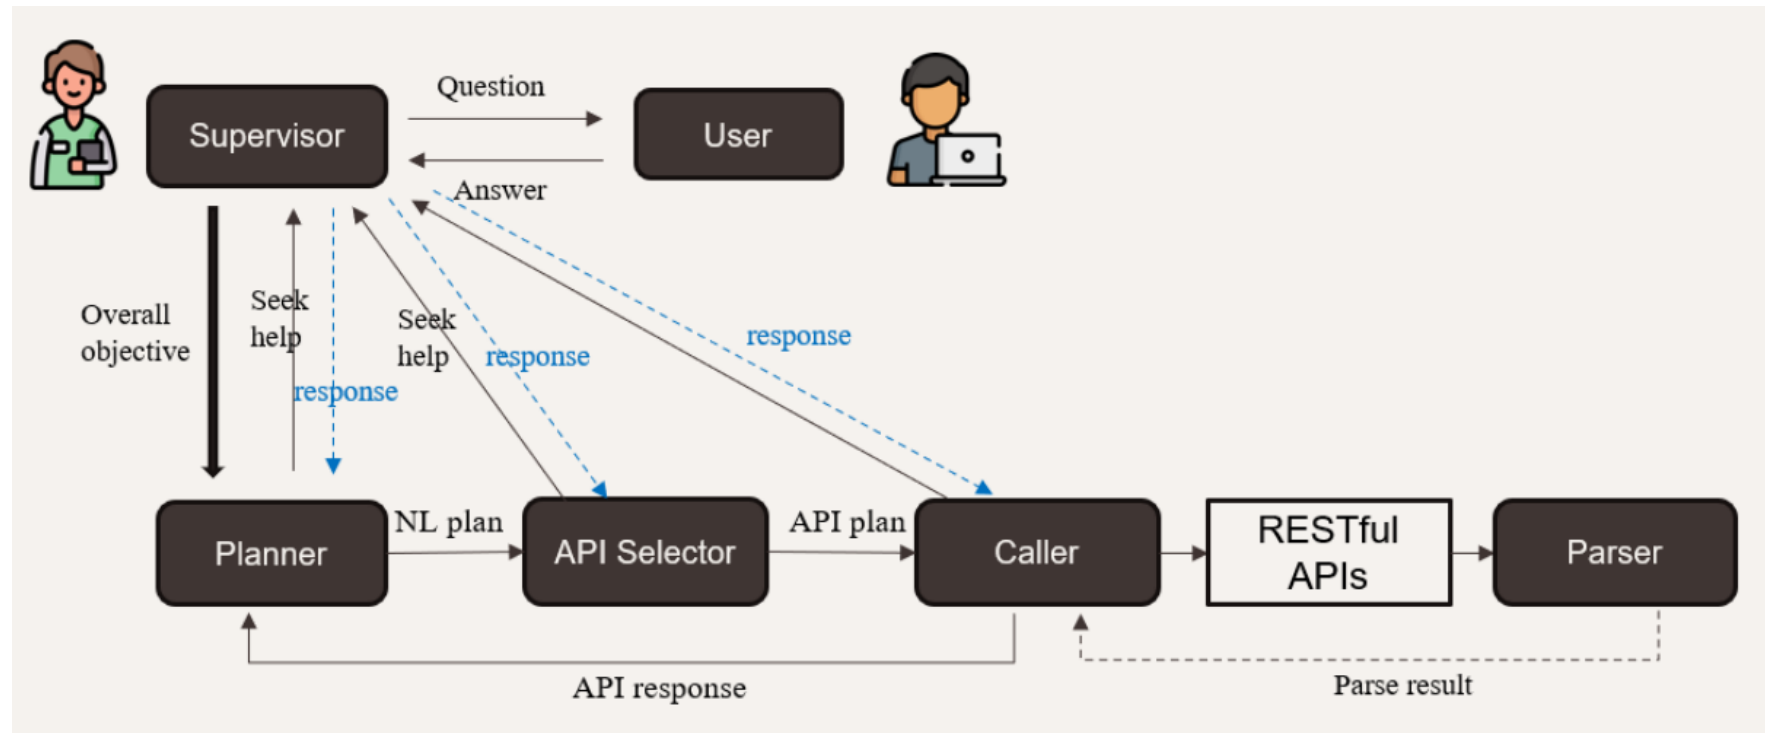 Question
Supervisor
User
Answer
Overall
objective
Seek
help
response
Seek
help
response
response
NL plan
API plan
Planner
API Selector
Caller
RESTful
APIs
Parser
API response
Parse result